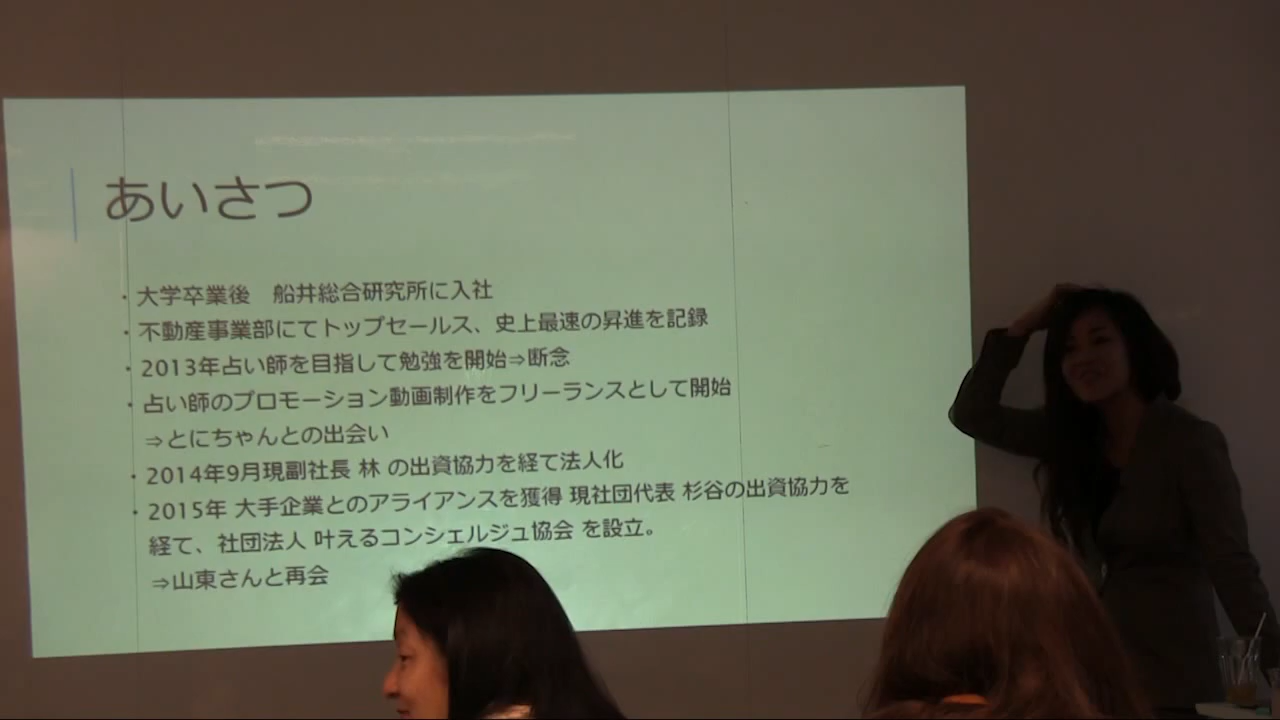 あいさつ
・大学卒業後　船井総合研究所に入社
・不動産事業部にてトップセールス、史上最速の昇進を記録
・2013年占い師を目指して勉強を開始⇒断念
・占い師のプロモーション動画制作をフリーランスとして開始
⇒とにちゃんとの出会い
・2014年9月現副社長 林 の出資協力を経て法人化
・2015年 大手企業とのアライアンスを獲得 現社団代表 杉谷の出資協力を
経て、社団法人 叶えるコンシェルジュ協会 を設立。
⇒山東さんと再会